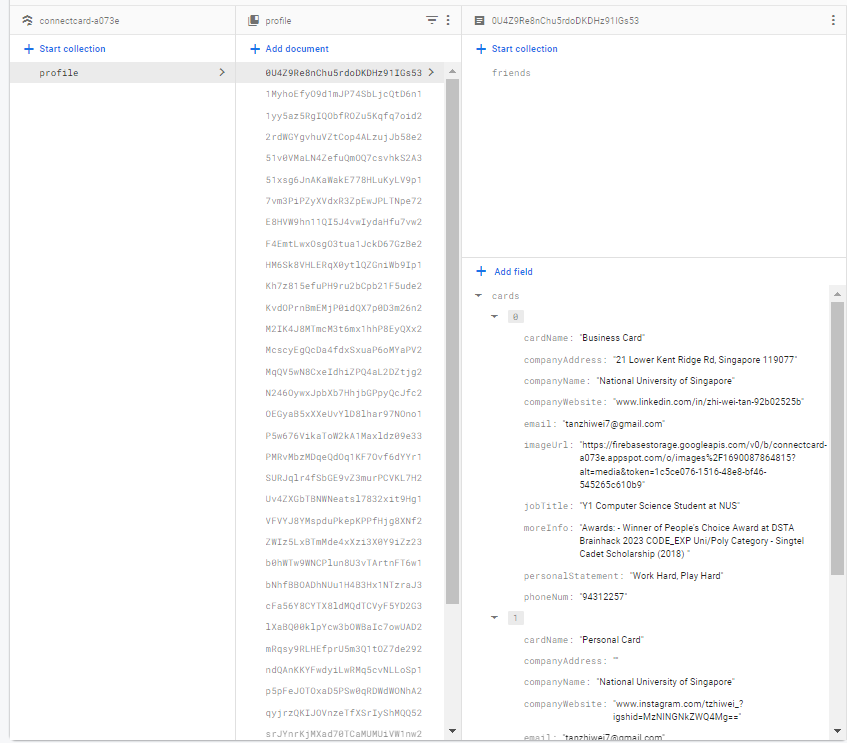 connectcard-a073e
Start collection
profile
profile
Add document
0U4Z9Re8nChu5rdoDKDHz91IGs53
1MyhoEfyO9d1mJP74SbLjcQtD6n1
1yy5az5RgIQObfROZu5Kqfq7oid2
2rdWGYgvhuVZtCop4ALzujJb58e2
51v0VMaLN4ZefuQmOQ7csvhkS2A3
51xsg6JnAKaWakE778HLuKyLV9p1
7vm3PiPZyXVdxR3ZpEwJPLTNpe72
E8HVW9hn11QI5J4vwIydaHfu7vw2
F4EmtLwxOsgO3tua1JckD67GzBe2
HM6Sk8VHLERqX0ytlQZGniWb9Ip1
Kh7z815efuPH9ru2bCpb21F5ude2
KvdOPrnBmEMjP0idQX7p0D3m26n2
M2IK4J8MTmcM3t6mx1hhP8EyQXx2
McscyEgQcDa4fdxSxuaP6oMYaPV2
MqQV5wN8CxeIdhiZPQ4aL2DZtjg2
N246OywxJpbXb7HhjbGPpyQcJfc2
OEGyaB5xXXeUvYlD8lhar97NOno1
P5w676VikaToW2kA1Maxldz09e33
PMRvMbzMDqeQdOq1KF7Ovf6dYYr1
SURJqlr4fSbGE9vZ3murPCVKL7H2
Uv4ZXGbTBNWNeatsl7832xit9Hg1
VFVYJ8YMspduPkepKPPfHjg8XNf2
ZWIz5Lx8TmMde4xXzi3X0Y9iZz23
b0hWTw9WNCPlun8U3vTArtnFT6w1
bNhf8BOADhNUu1H4B3Hx1NTzraJ3
cFa56Y8CYTX8ldMQdTCVyF5YD2G3
lXaBQ00klpYcw3bOWBaIc7owUAD2
mRqsy9RLHEfprU5m3Q1tOZ7de292
ndQAnKKYFwdyiLwRMq5cvNLLoSp1
p5pFeJOTOxaD5PSw0qRDWdWONhA2
qyjrzQKIJOVnzeTfXSrIyShMQQ52
srJYnrKjMXad70TCaMUMUiVW1nw2
0U4Z9Re8nChu5rdoDKDHz91IGs53
Start collection
friends
Add field
cards
0
cardName: "Business Card"
companyAddress: "21 Lower Kent Ridge Rd, Singapore 119077"
companyName: "National University of Singapore"
companyWebsite: "www.linkedin.com/in/zhi-wei-tan-92b02525b"
email: "tanzhiwei7@gmail.com"
imageUrl: "https://firebasestorage.googleapis.com/v0/b/connectcard-
a073e.appspot.com/o/images%2F1690087864815?
alt=media&token=1c5ce076-1516-48e8-bf46-
545265c610b9"
jobTitle: "Y1 Computer Science Student at NUS"
moreInfo: "Awards: - Winner of People's Choice Award at DSTA
Brainhack 2023 CODE_EXP Uni/Poly Category - Singtel
Cadet Scholarship (2018) "
personalStatement: "Work Hard, Play Hard"
phoneNum: "94312257"
1
cardName: "Personal Card"
companyAddress: ""
companyName: "National University of Singapore"
companyWebsite: "www.instagram.com/tzhiwei_?
igshid=MzNlNGNkZWQ4Mg=="
email: "tanzhiwei7@gmail.com"